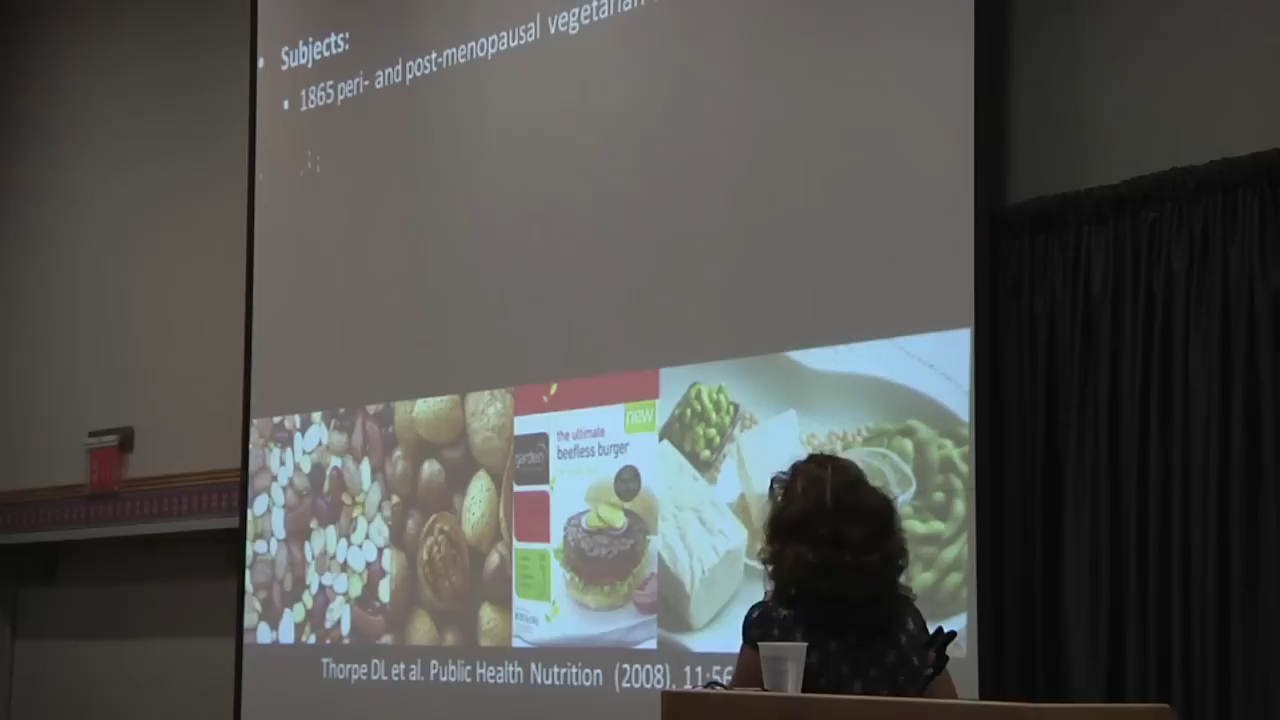 Subjects:
1865 peri- and post-menopausal vegetarian
new
the ultimate
beefless burger
gardein
Thorpe DL et al. Public Health Nutrition (2008), 11:56